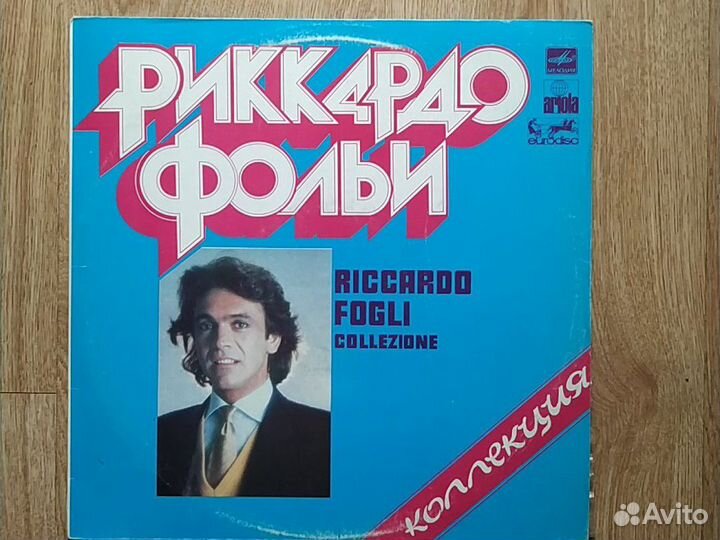 РИККАРДО
ФОЛЬИ
МЕЛОДИЯ
ariola
eurodisc
RICCARDO
FOGLI
COLLEZIONE
КОЛЛЕКЦИЯ
Avito